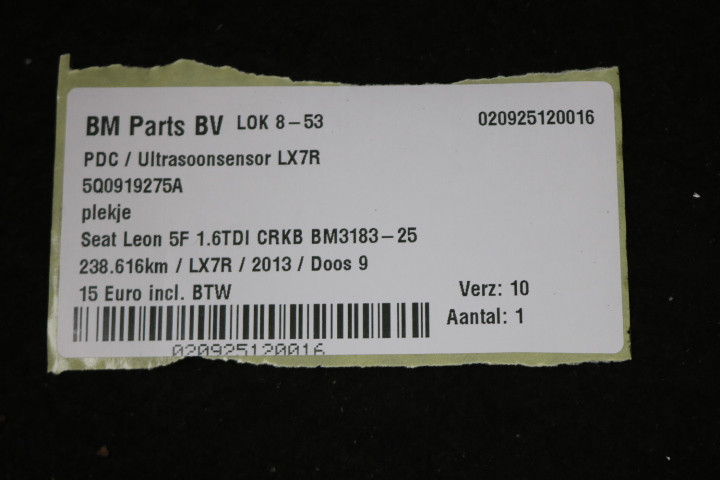 BM Parts BV LOK 8-53 020925120016
PDC / Ultrasoonsensor LX7R
5Q0919275A
plekje
Seat Leon 5F 1.6TDI CRKB BM3183-25
238.616km / LX7R / 2013 / Doos 9
15 Euro incl. BTW Verz: 10
Aantal: 1
020925120016